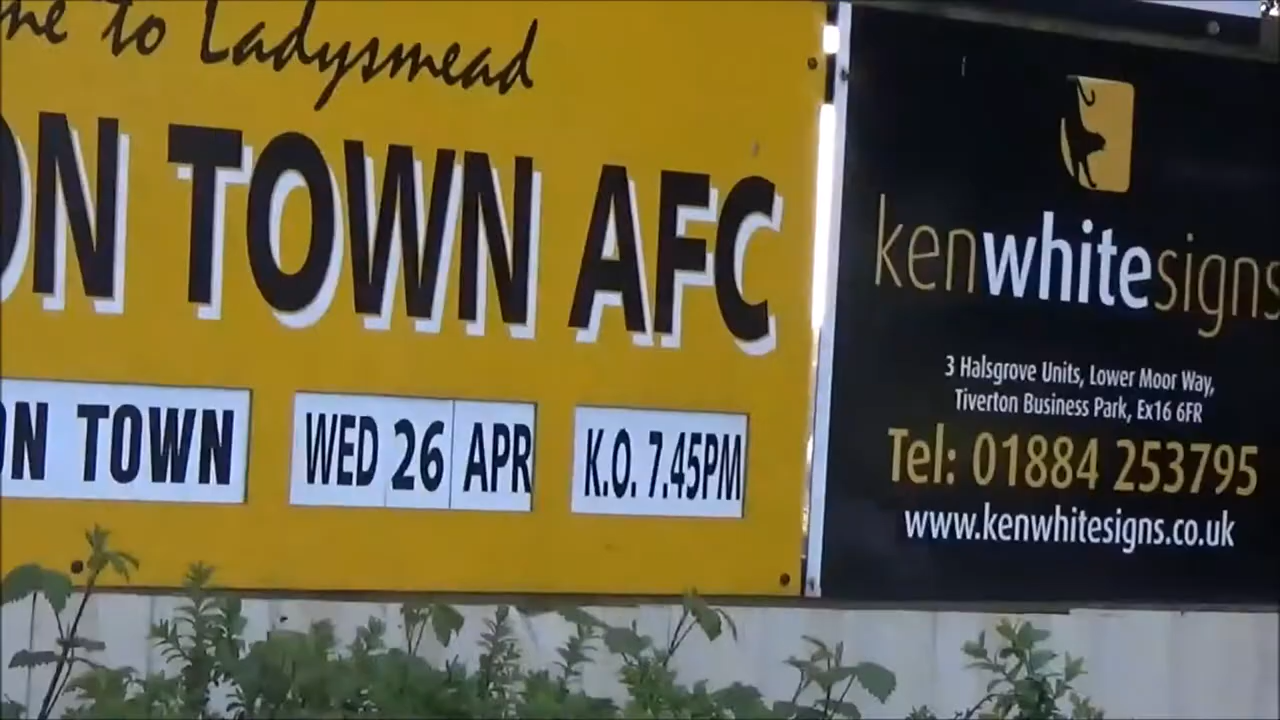 to Ladysmead
ON TOWN AFC
ON TOWN
WED 26 APR
K.O. 7.45PM
kenwhitesigns
3 Halsgrove Units, Lower Moor Way,
Tiverton Business Park, Ex16 6FR
Tel: 01884 253795
www.kenwhitesigns.co.uk